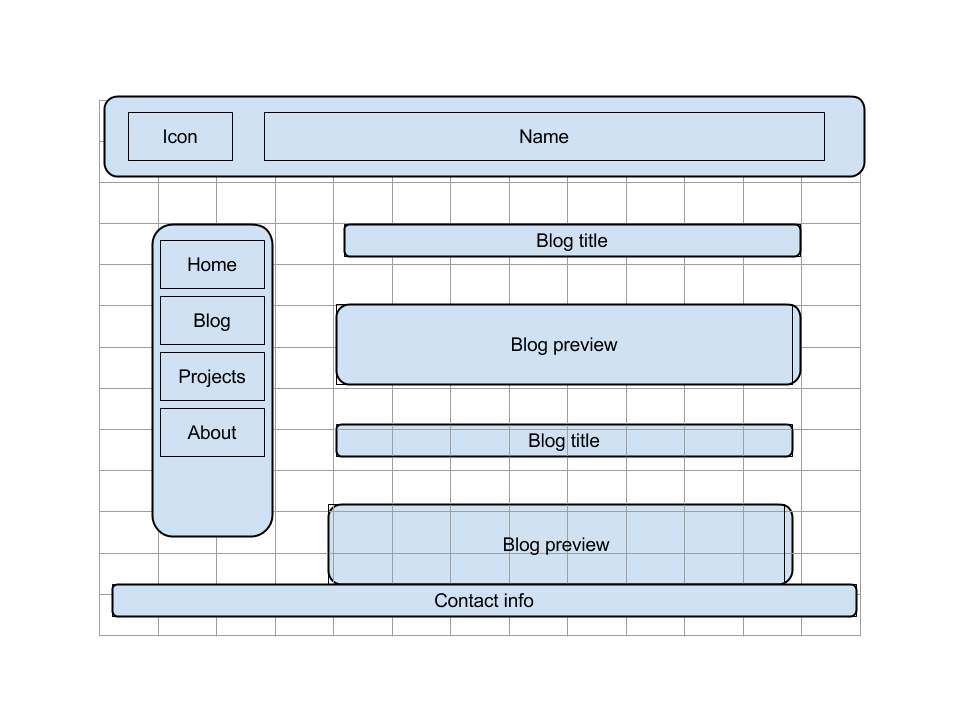 Icon
Name
Home
Blog
Projects
About
Blog title
Blog preview
Blog title
Blog preview
Contact info